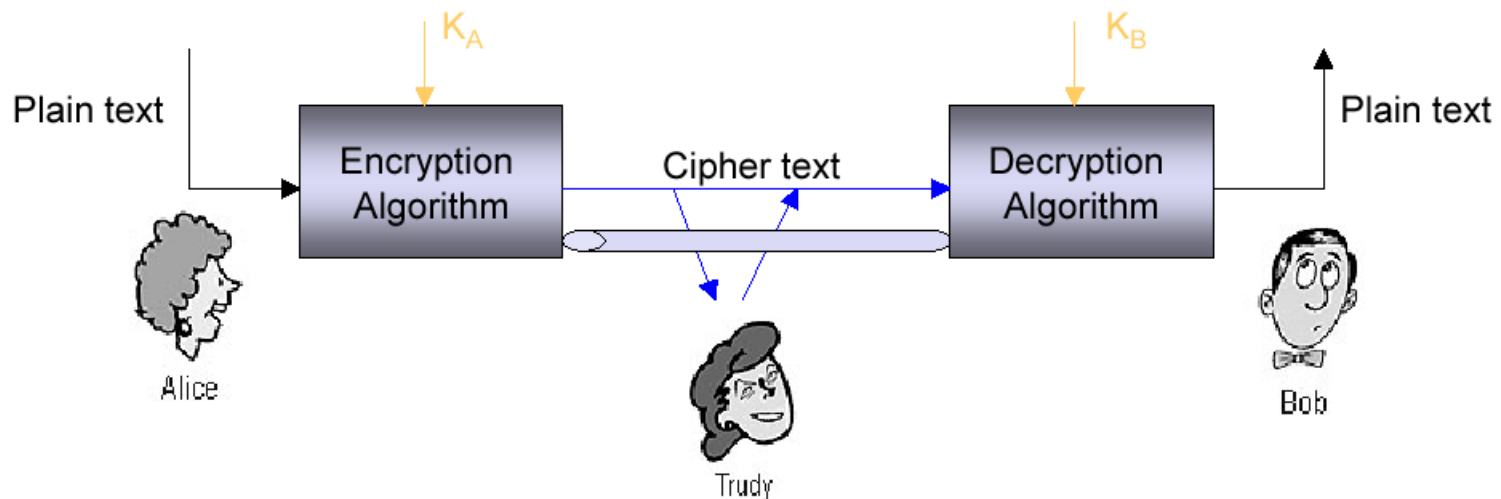 K_A
K_B
Plain text
Plain text
Encryption
Algorithm
Cipher text
Decryption
Algorithm
Alice
Bob
Trudy